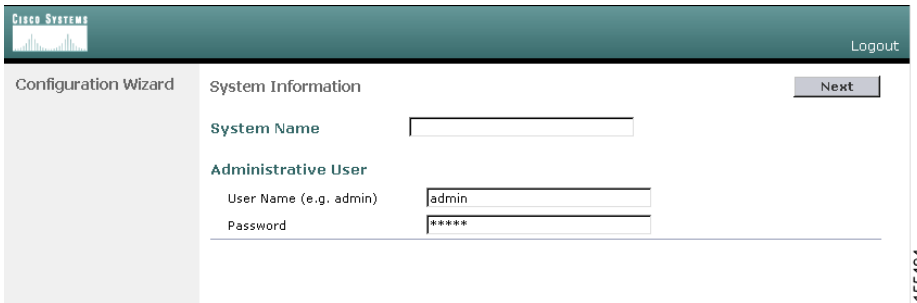 CISCO SYSTEMS
Logout
Configuration Wizard
System Information
Next
System Name
Administrative User
User Name (e.g. admin)
admin
Password
*****